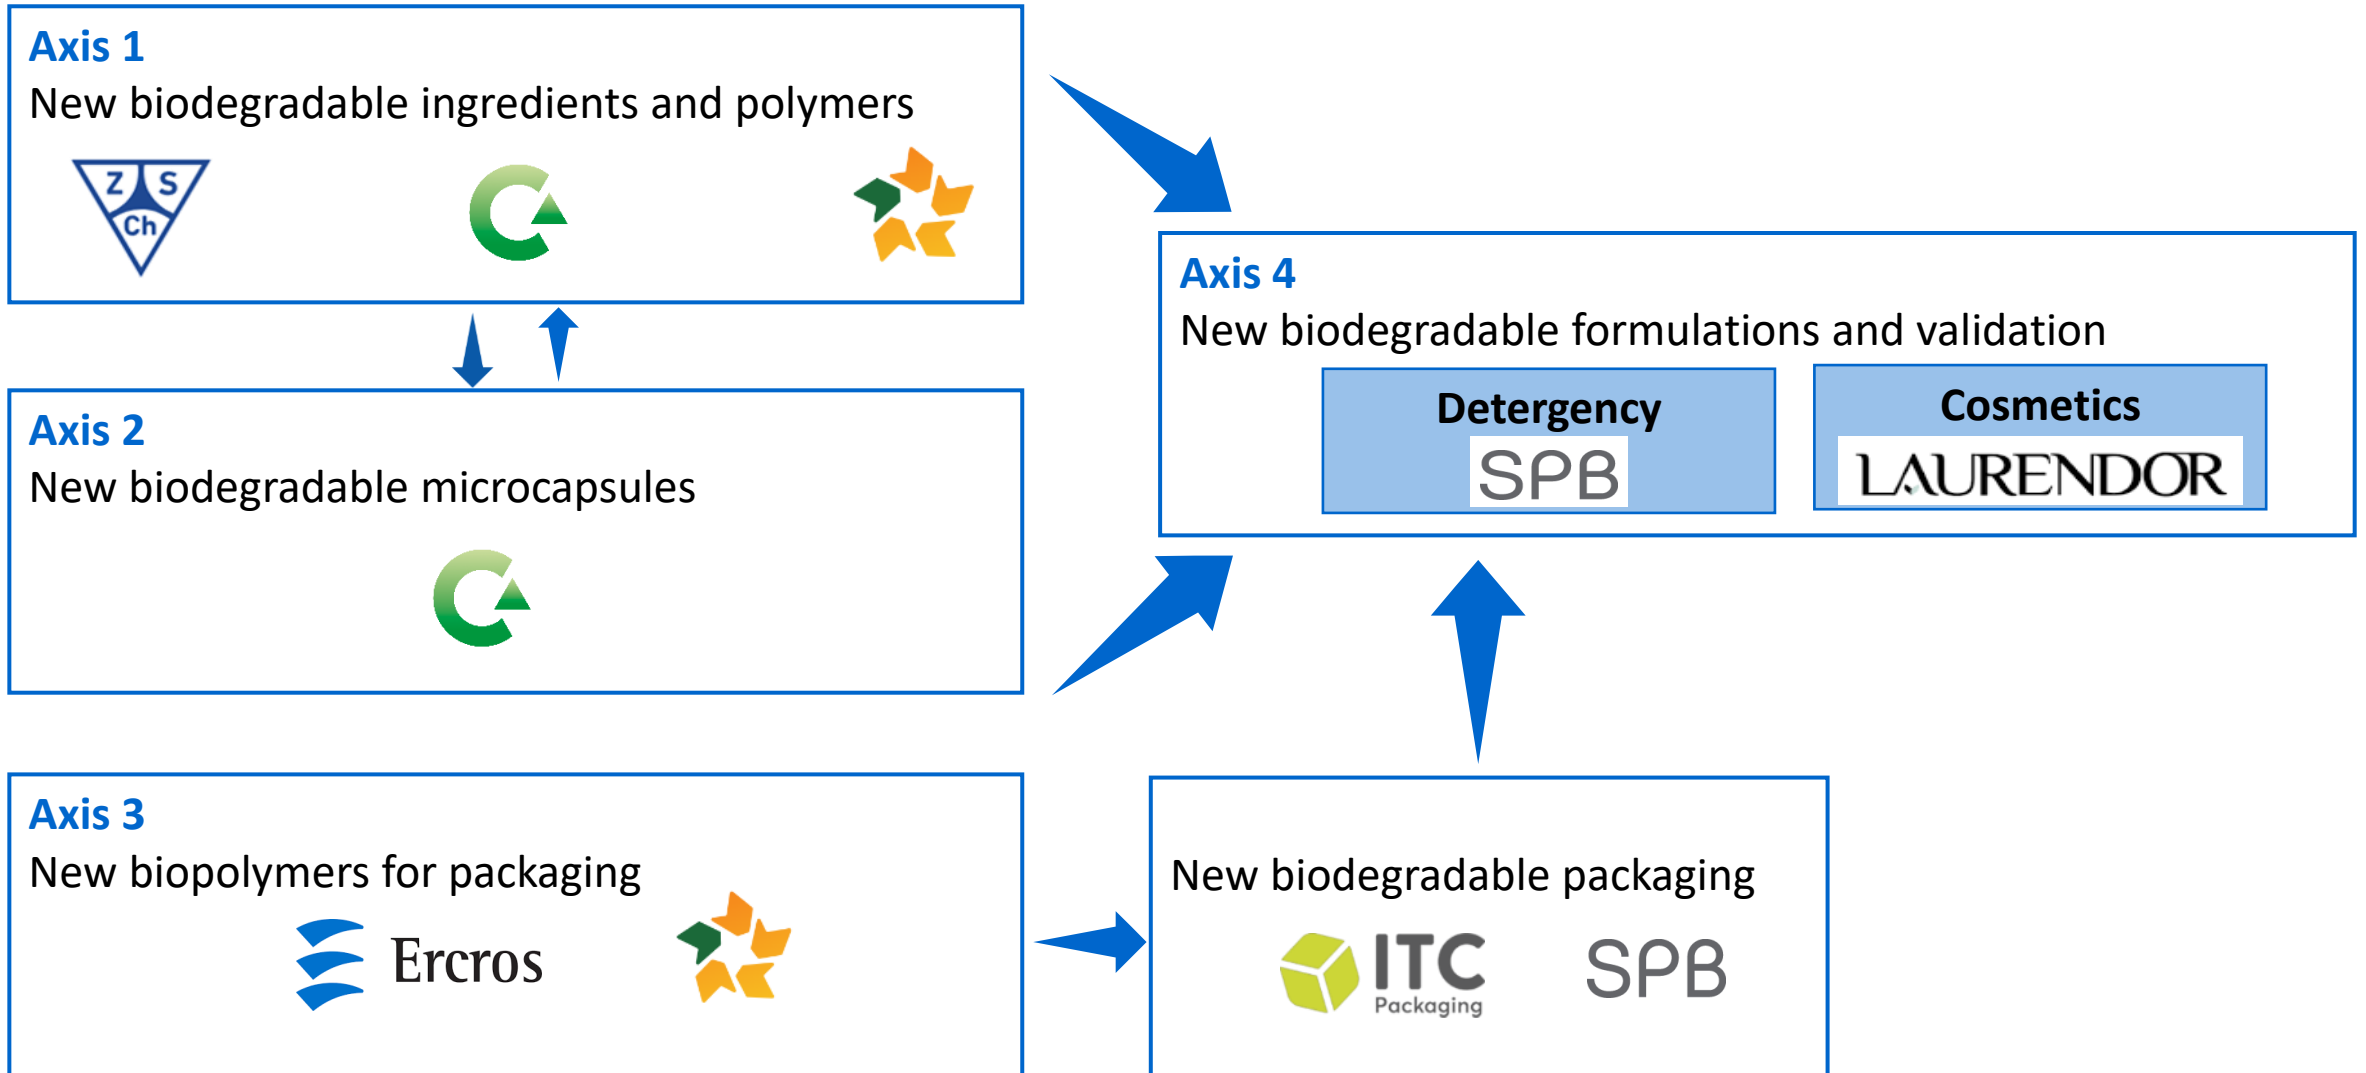 Axis 1
New biodegradable ingredients and polymers
Z S
Ch
Axis 2
New biodegradable microcapsules
Axis 3
New biopolymers for packaging
Ercros
Axis 4
New biodegradable formulations and validation
Detergency
SPB
Cosmetics
LAURENDOR
New biodegradable packaging
ITC
Packaging
SPB